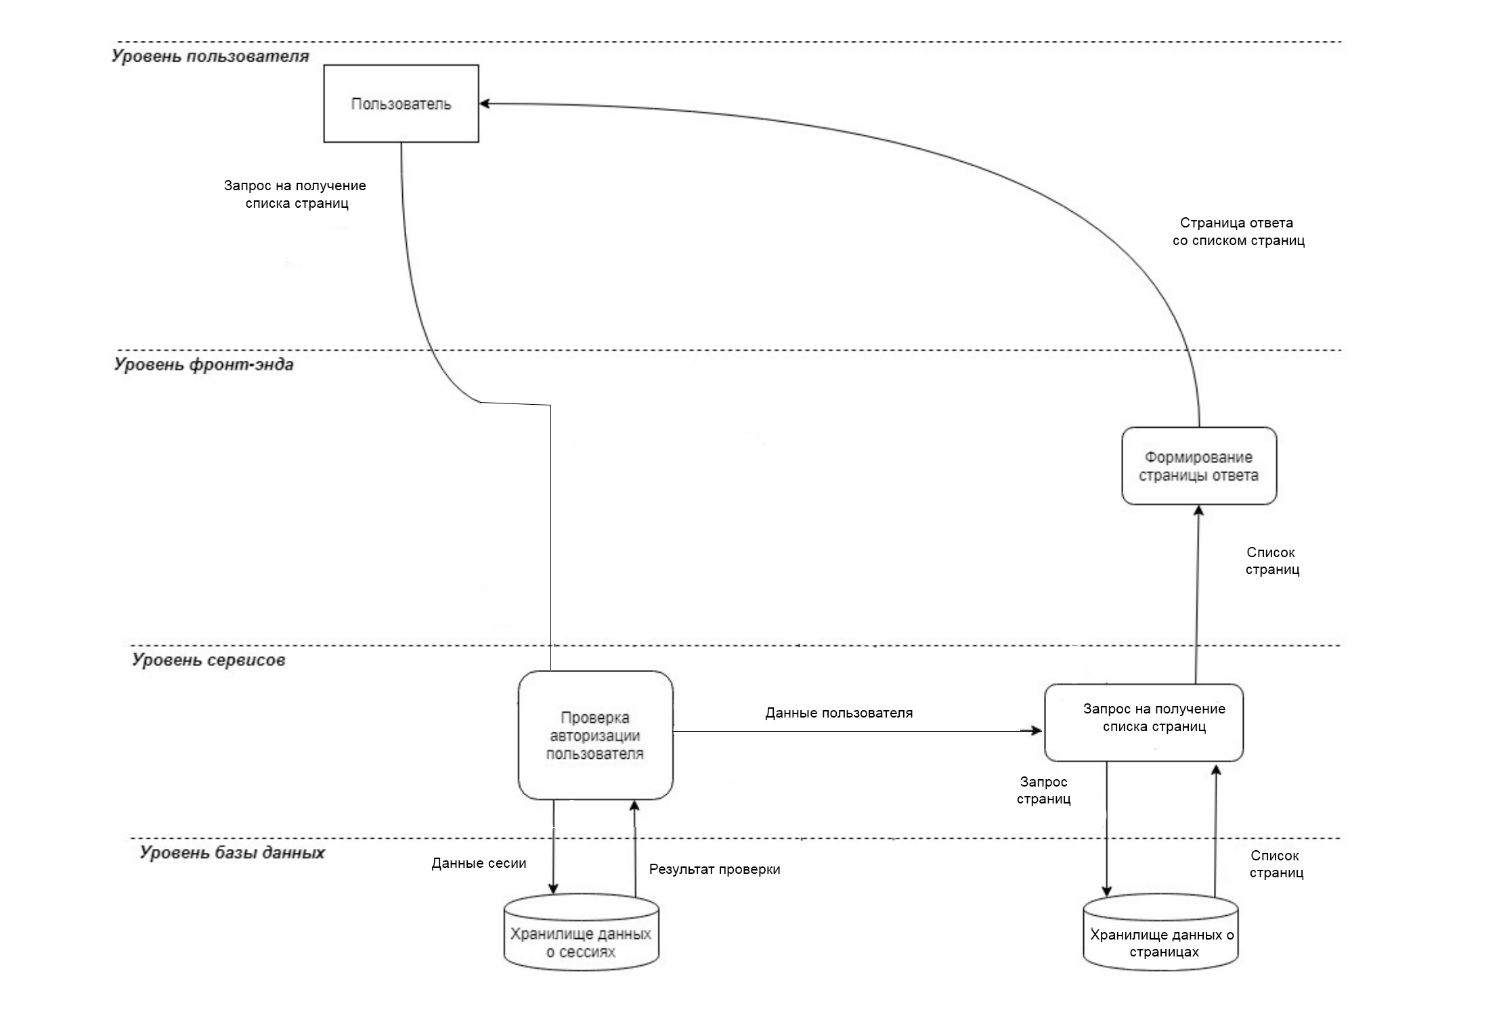 Уровень пользователя
Пользователь
Запрос на получение
списка страниц
Страница ответа
со списком страниц
Уровень фронт-энда
Формирование
страницы ответа
Список
страниц
Уровень сервисов
Проверка
авторизации
пользователя
Данные пользователя
Запрос на получение
списка страниц
Запрос
страниц
Уровень базы данных
Данные сесии
Результат проверки
Список
страниц
Хранилище данных
о сессиях
Хранилище данных о
страницах